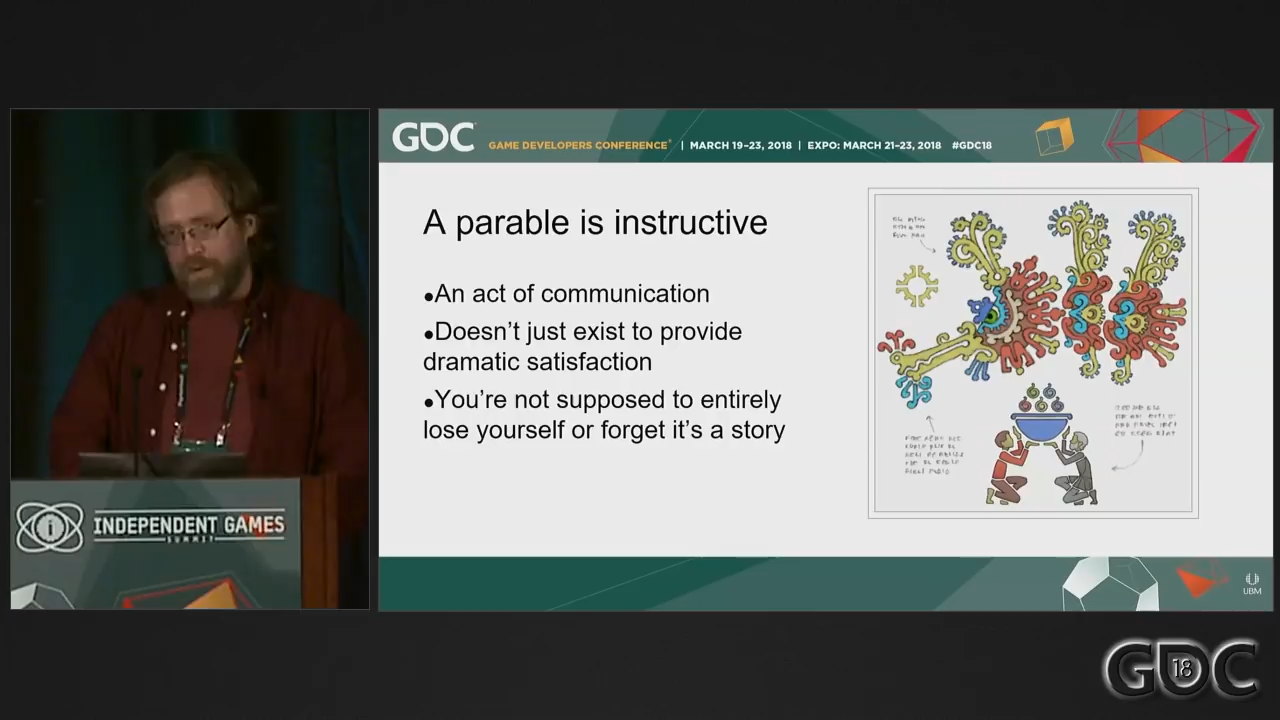 GDC GAME DEVELOPERS CONFERENCE® | MARCH 19–23, 2018 | EXPO: MARCH 21–23, 2018 #GDC18
A parable is instructive
●An act of communication
●Doesn’t just exist to provide
dramatic satisfaction
●You’re not supposed to entirely
lose yourself or forget it’s a story
i INDEPENDENT GAMES
SUMMIT
UBM
GDC 18